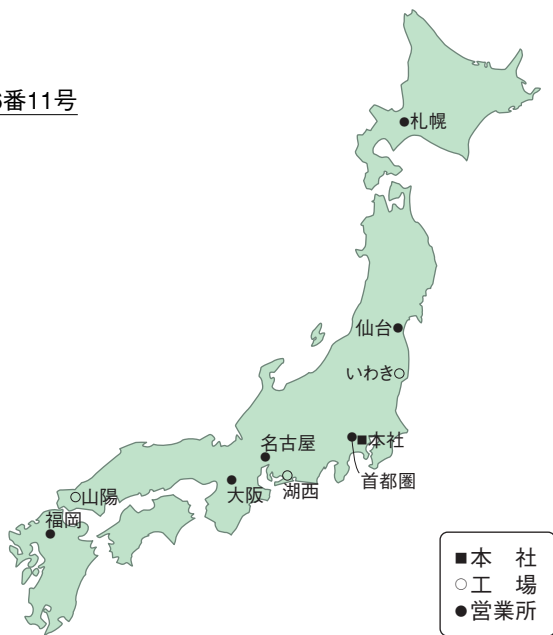 6番11号
●札幌
仙台●
いわき○
名古屋
■本社
首都圏
大阪
湖西
○山陽
福岡
■本　社
○工　場
●営業所